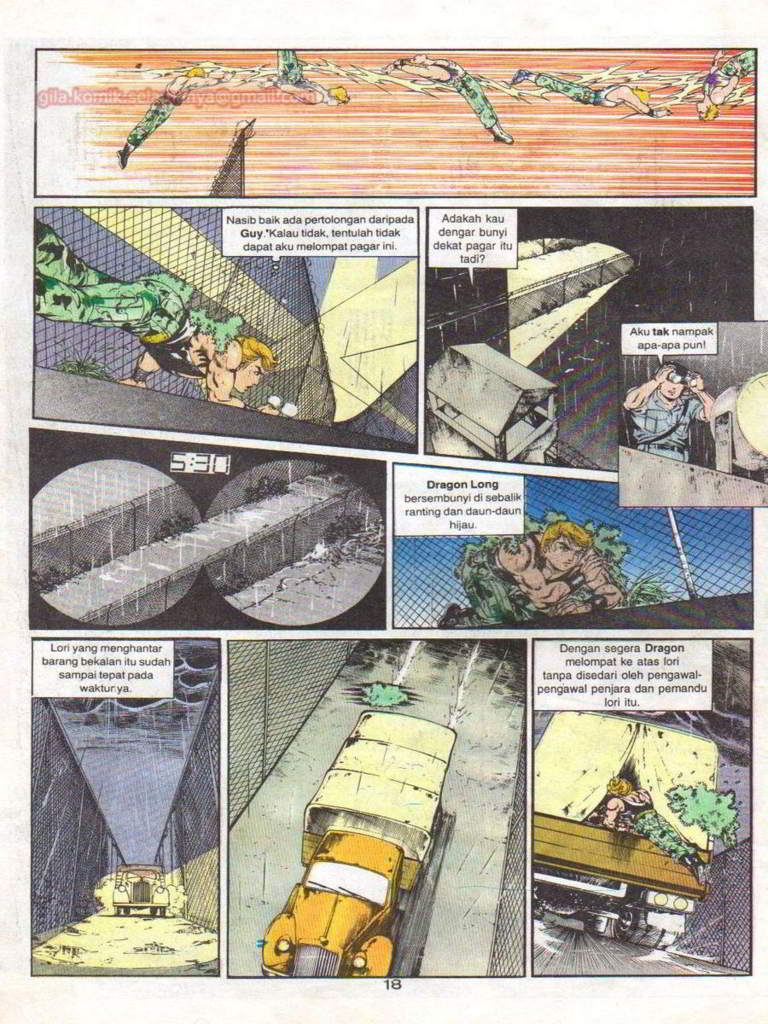 Nasib baik ada pertolongan daripada
Guy. Kalau tidak, tentulah tidak
dapat aku melompat pagar ini.
Adakah kau
dengar bunyi
dekat pagar itu
tadi?
Aku tak nampak
apa-apa pun!
5:30
Dragon Long
bersembunyi di sebalik
ranting dan daun-daun
hijau.
Lori yang menghantar
barang bekalan itu sudah
sampai tepat pada
waktunya.
Dengan segera Dragon
melompat ke atas lori
tanpa disedari oleh pengawal-
pengawal penjara dan pemandu
lori itu.
18